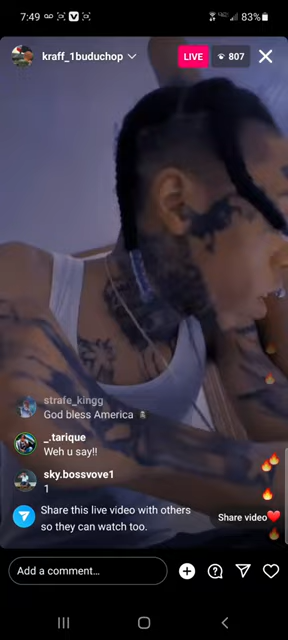 7:49
83%
kraff_1buduchop
LIVE
807
strafe_kingg
God bless America
_.tarique
Weh u say!!
sky.bossvove1
1
Share this live video with others
so they can watch too.
Share video
Add a comment...